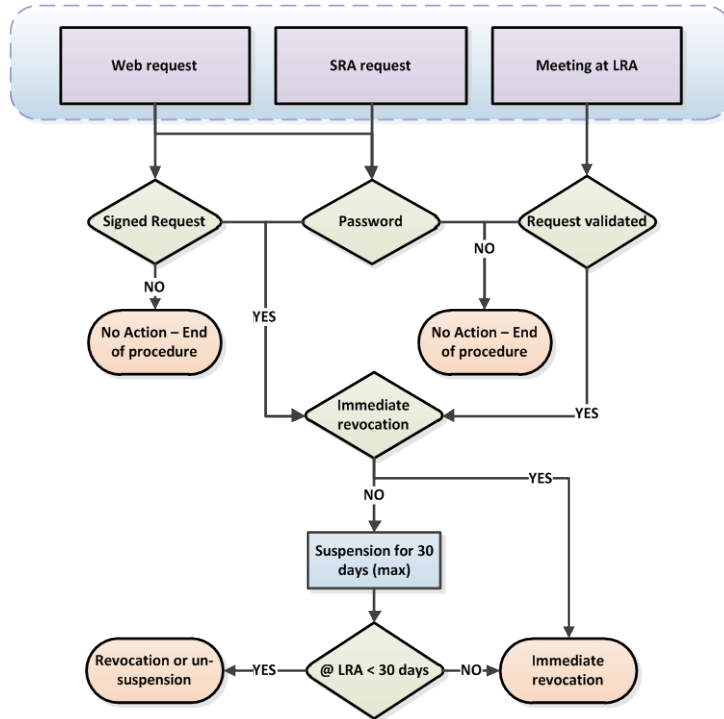 Web request
SRA request
Meeting at LRA
Signed Request
Password
Request validated
NO
NO
No Action – End
of procedure
YES
No Action – End
of procedure
Immediate
revocation
YES
NO
YES
Suspension for 30
days (max)
Revocation or un-
suspension
YES
@ LRA < 30 days
NO
Immediate
revocation